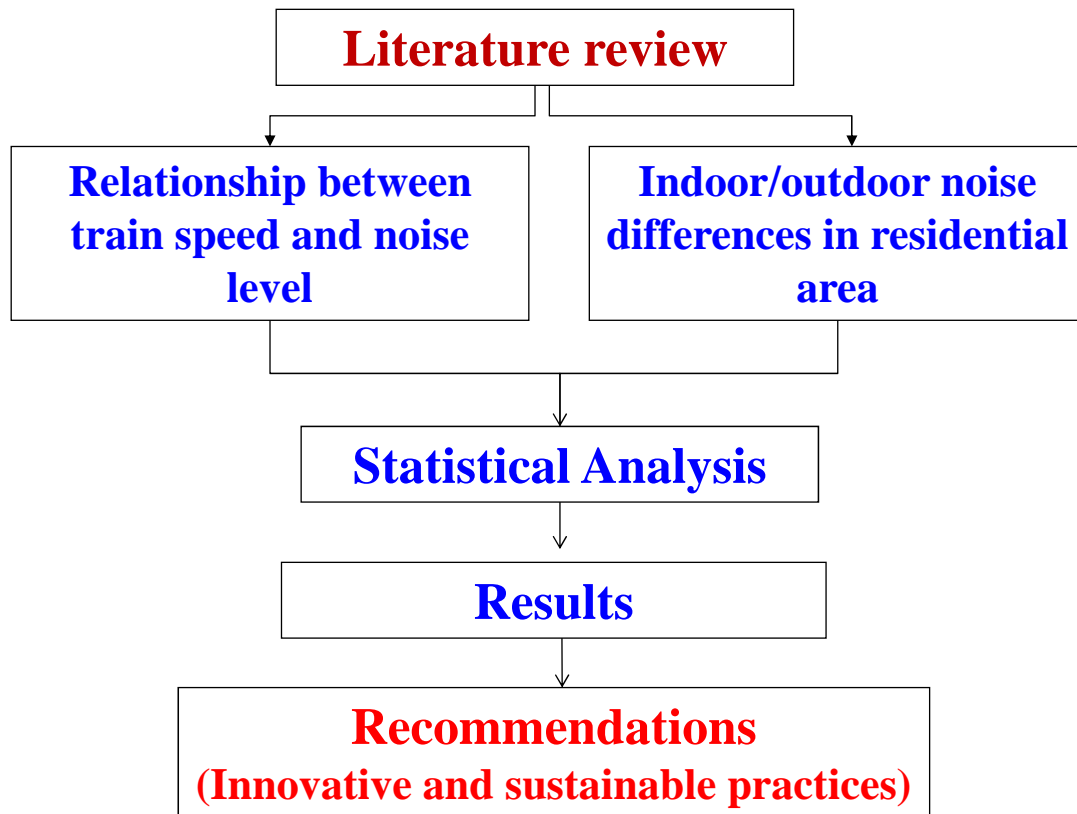 Literature review
Relationship between
train speed and noise
level
Indoor/outdoor noise
differences in residential
area
Statistical Analysis
Results
Recommendations
(Innovative and sustainable practices)